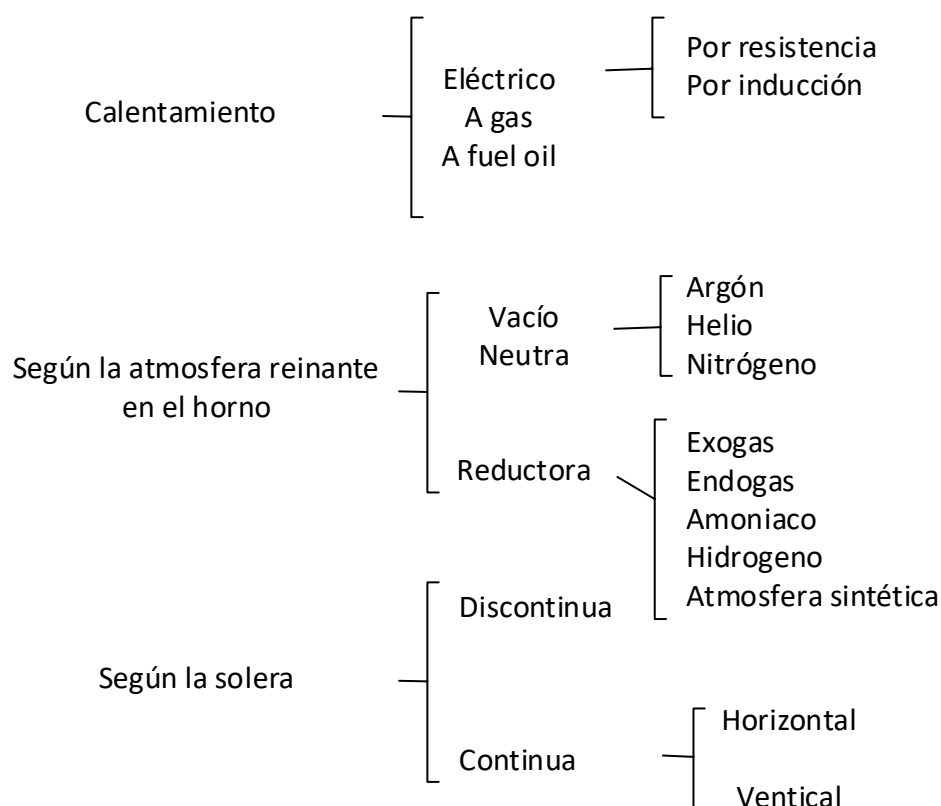 Calentamiento
Eléctrico
A gas
A fuel oil
Por resistencia
Por inducción
Según la atmosfera reinante
en el horno
Vacío
Neutra
Argón
Helio
Nitrógeno
Reductora
Exogas
Endogas
Amoniaco
Hidrogeno
Atmosfera sintética
Según la solera
Discontinua
Continua
Horizontal
Ventical